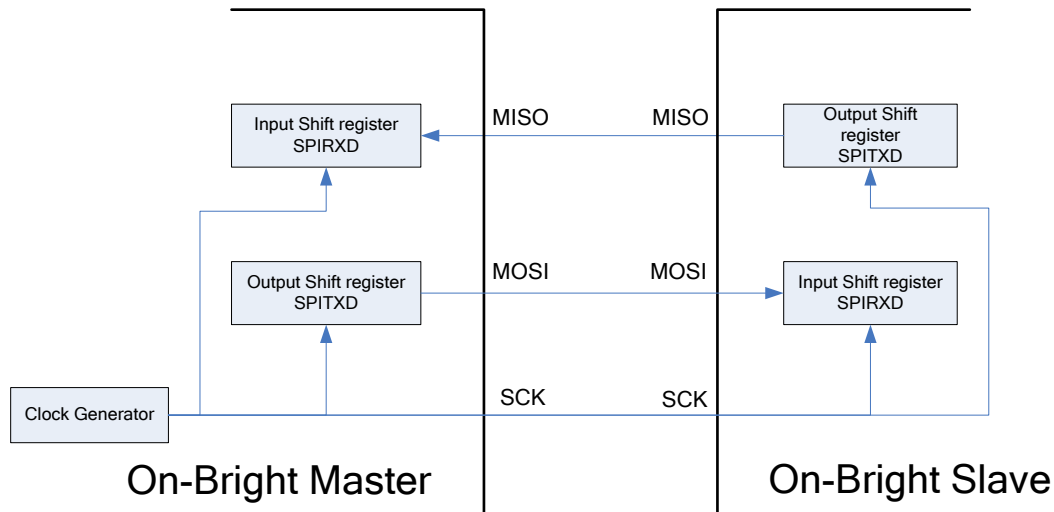 Input Shift register
SPIRXD
MISO
MISO
Output Shift
register
SPITXD
Output Shift register
SPITXD
MOSI
MOSI
Input Shift register
SPIRXD
Clock Generator
SCK
SCK
On-Bright Master
On-Bright Slave